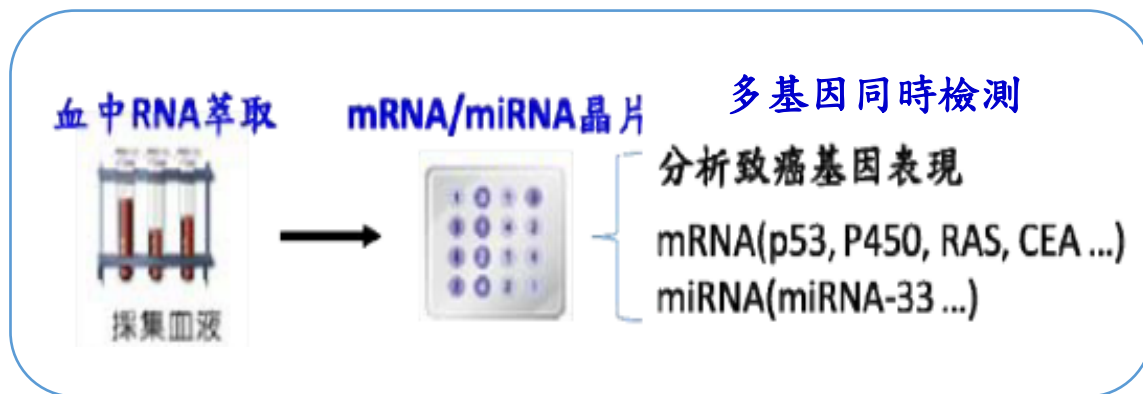 血中RNA萃取
採集血液
mRNA/miRNA晶片
多基因同時檢測
分析致癌基因表現
mRNA(p53, P450, RAS, CEA ...)
miRNA(miRNA-33 ...)